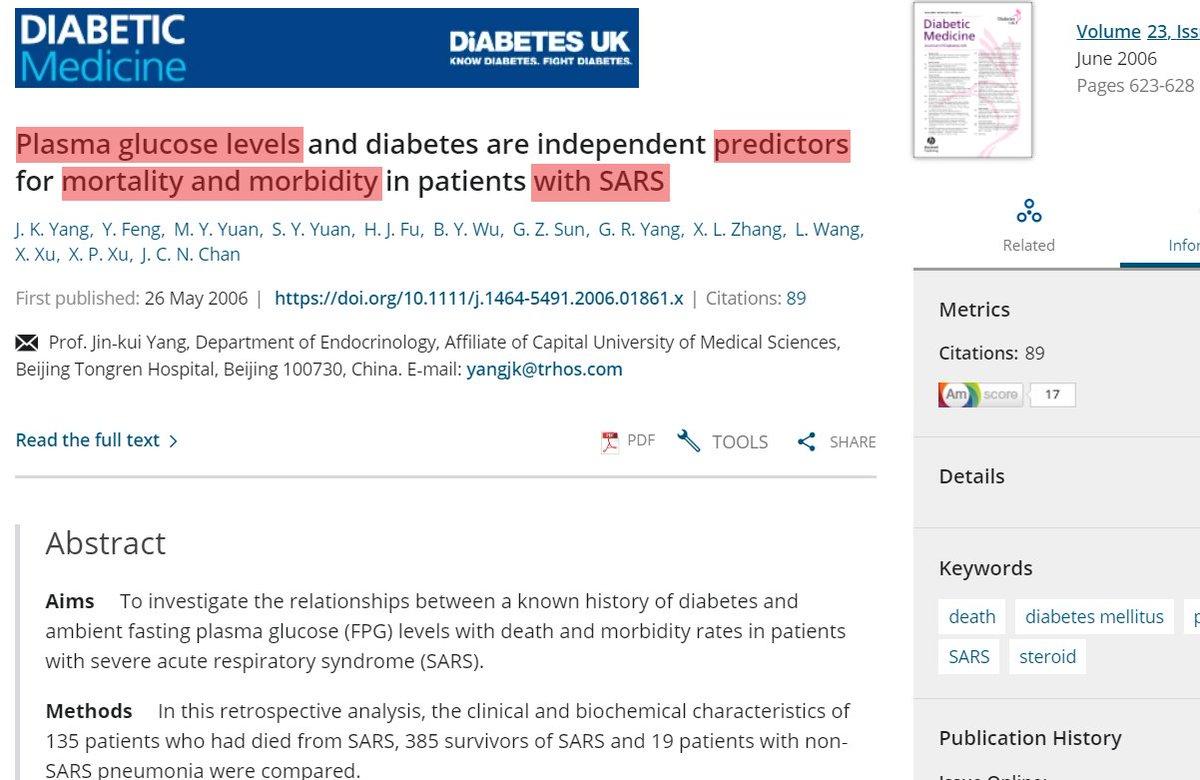 DIABETIC
Medicine
DiABETES UK
KNOW DIABETES. FIGHT DIABETES.
Diabetic
Medicine
Volume 23, Iss
June 2006
Pages 623-625
Plasma glucose level and diabetes are independent predictors
for mortality and morbidity in patients with SARS
J. K. Yang, Y. Feng, M. Y. Yuan, S. Y. Yuan, H. J. Fu, B. Y. Wu, G. Z. Sun, G. R. Yang, X. L. Zhang, L. Wang,
X. Xu, X. P. Xu, J. C. N. Chan
First published: 26 May 2006 | https://doi.org/10.1111/j.1464-5491.2006.01861.x | Citations: 89
Prof. Jin-kui Yang, Department of Endocrinology, Affiliate of Capital University of Medical Sciences,
Beijing Tongren Hospital, Beijing 100730, China. E-mail: yangjk@trhos.com
Read the full text
PDF
TOOLS
SHARE
Abstract
Aims To investigate the relationships between a known history of diabetes and
ambient fasting plasma glucose (FPG) levels with death and morbidity rates in patients
with severe acute respiratory syndrome (SARS).
Methods In this retrospective analysis, the clinical and biochemical characteristics of
135 patients who had died from SARS, 385 survivors of SARS and 19 patients with non-
SARS pneumonia were compared.
Related
Infor
Metrics
Citations: 89
Am score 17
Details
Keywords
death
diabetes mellitus
p
SARS
steroid
Publication History
Issue Online: